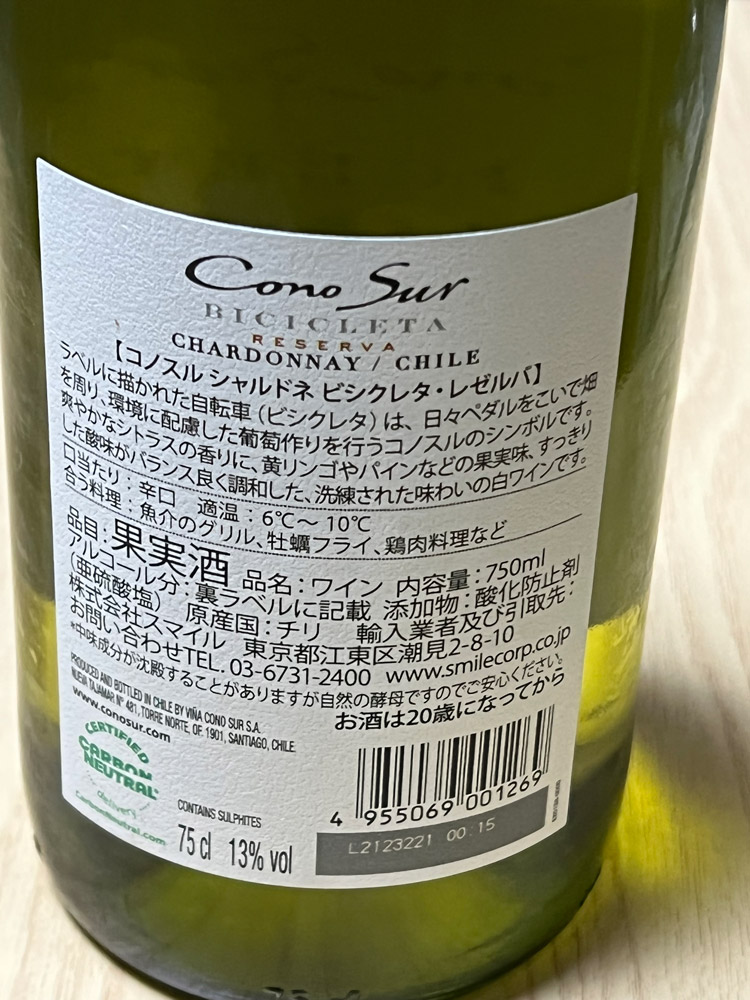 Cono Sur
BICICLETA
RESERVA
CHARDONNAY / CHILE
【コノスル シャルドネ ビシクレタ・レゼルバ】
ラベルに描かれた自転車（ビシクレタ）は、日々ペダルをこいで畑
を周り、環境に配慮した葡萄作りを行うコノスルのシンボルです。
爽やかなシトラスの香りに、黄リンゴやパインなどの果実味、すっきり
した酸味がバランス良く調和した、洗練された味わいの白ワインです。
口当たり：辛口　適温：6℃～10℃
合う料理：魚介のグリル、牡蠣フライ、鶏肉料理など
品目：果実酒 品名：ワイン 内容量：750ml
アルコール分：裏ラベルに記載 添加物：酸化防止剤
（亜硫酸塩） 原産国：チリ 輸入業者及び引取先：
株式会社スマイル 東京都江東区潮見2-8-10
お問い合わせTEL. 03-6731-2400 www.smilecorp.co.jp
*中味成分が沈殿することがありますが自然の酵母ですのでご安心ください。
お酒は20歳になってから
PRODUCED AND BOTTLED IN CHILE BY VIÑA CONO SUR S.A.
NUEVA TAJAMAR N° 481, TORRE NORTE, OF. 1901, SANTIAGO, CHILE.
www.conosur.com
CERTIFIED
CARBON
NEUTRAL
delivery
CarbonNeutral.com
CONTAINS SULPHITES
75 cl 13% vol
4 955069 001269
L2123221 00:15